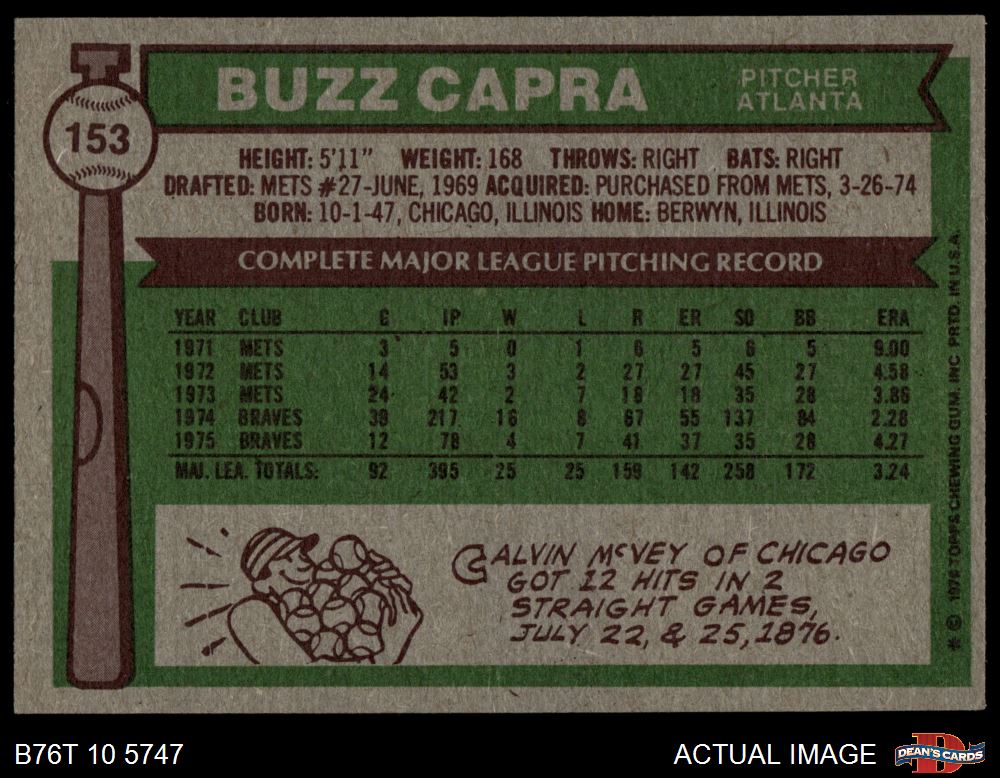 153
BUZZ CAPRA
PITCHER
ATLANTA
HEIGHT: 5'11" WEIGHT: 168 THROWS: RIGHT BATS: RIGHT
DRAFTED: METS #27-JUNE, 1969 ACQUIRED: PURCHASED FROM METS, 3-26-74
BORN: 10-1-47, CHICAGO, ILLINOIS HOME: BERWYN, ILLINOIS
COMPLETE MAJOR LEAGUE PITCHING RECORD
YEAR CLUB G IP W L R ER SO BB ERA
1971 METS 3 5 0 1 6 5 6 5 9.00
1972 METS 14 53 3 2 27 27 45 27 4.58
1973 METS 24 42 2 7 18 18 35 28 3.86
1974 BRAVES 39 217 16 8 67 55 137 84 2.28
1975 BRAVES 12 78 4 7 41 37 35 28 4.27
MAJ. LEA. TOTALS: 92 395 25 25 159 142 258 172 3.24
CALVIN McVEY OF CHICAGO
GOT 12 HITS IN 2
STRAIGHT GAMES,
JULY 22, & 25, 1876.
* © 1976 TOPPS CHEWING GUM, INC. PRTD. IN U.S.A.
B76T 10 5747
ACTUAL IMAGE
DEAN'S CARDS